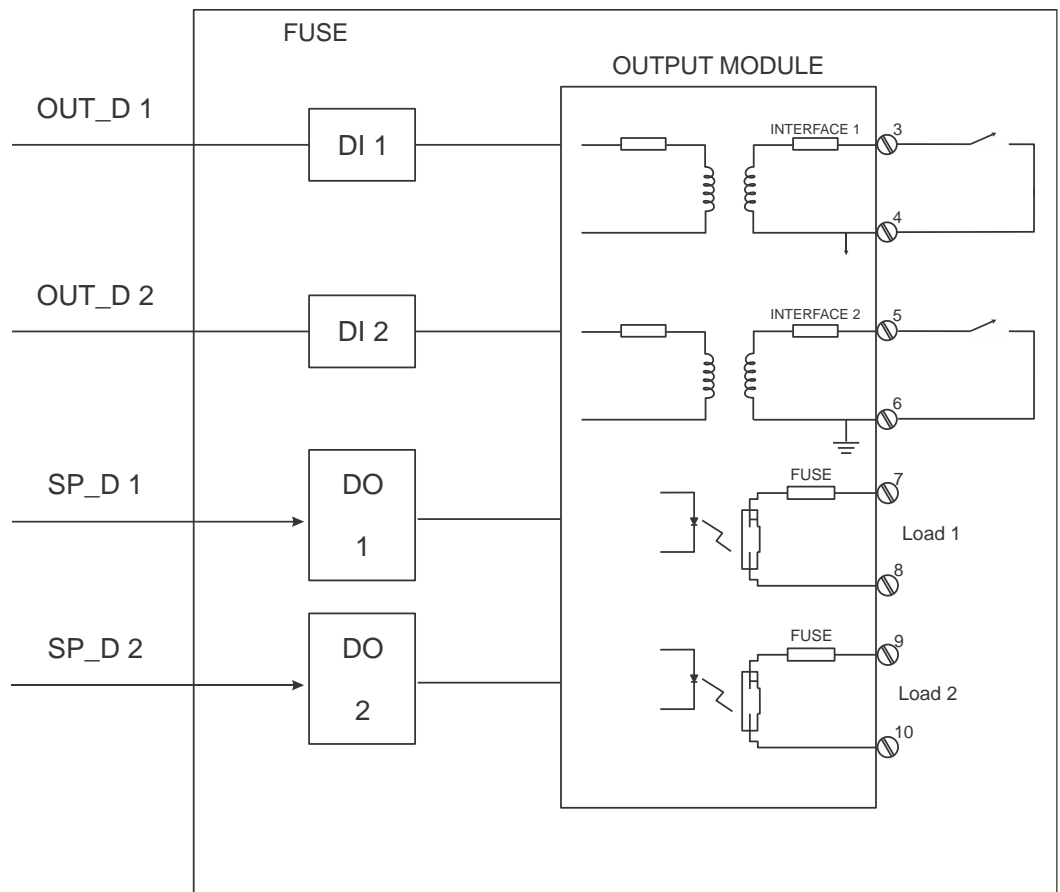 FUSE
OUTPUT MODULE
OUT_D 1
DI 1
INTERFACE 1
3
4
OUT_D 2
DI 2
INTERFACE 2
5
6
SP_D 1
DO
1
FUSE
7
Load 1
8
SP_D 2
DO
2
FUSE
9
Load 2
10